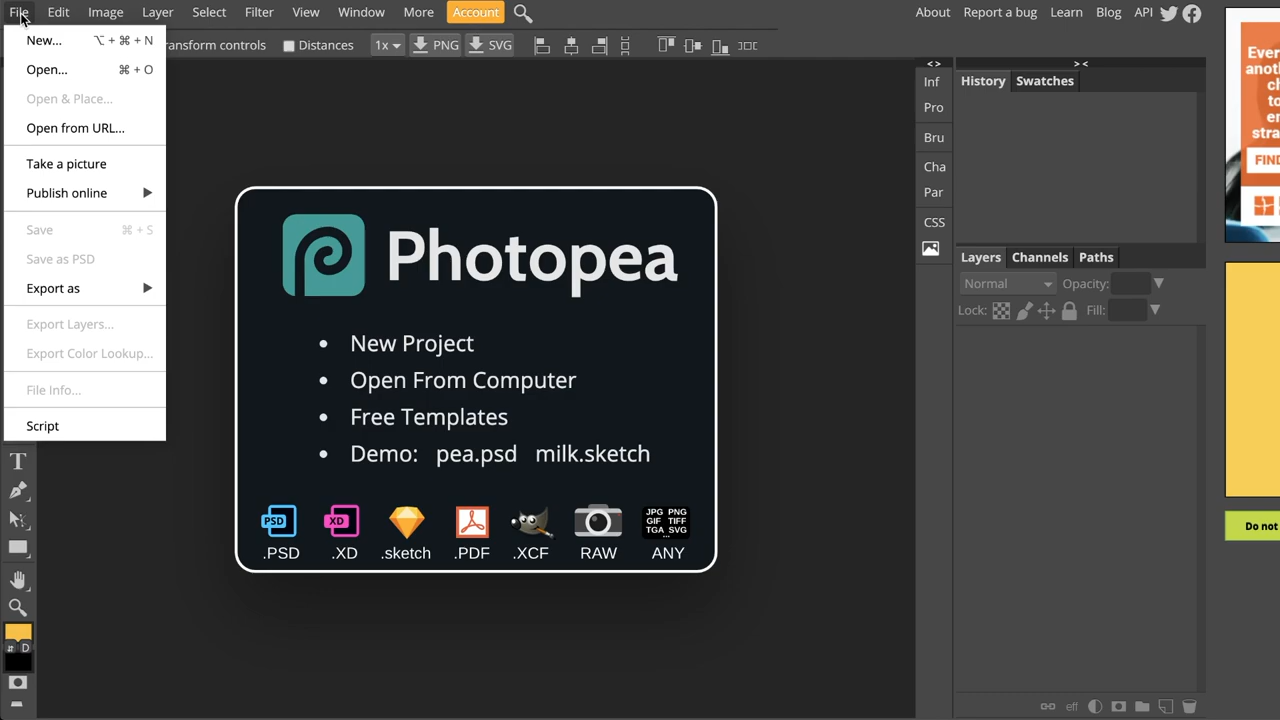 File Edit Image Layer Select Filter View Window More Account About Report a bug Learn Blog API
ransform controls Distances 1x PNG SVG
New... ⌥ + ⌘ + N
Open... ⌘ + O
Open & Place...
Open from URL...
Take a picture
Publish online
Save ⌘ + S
Save as PSD
Export as
Export Layers...
Export Color Lookup...
File Info...
Script
Photopea
• New Project
• Open From Computer
• Free Templates
• Demo: pea.psd milk.sketch
PSD XD JPG PNG
GIF TIFF
TGA SVG
...
.PSD .XD .sketch .PDF .XCF RAW ANY
T
D
< > > <
Inf
Pro
Bru
Cha
Par
CSS
History Swatches
Layers Channels Paths
Normal Opacity:
Lock: Fill:
eff
Ever
anoth
ch
to
e
stra
FIND
Do not